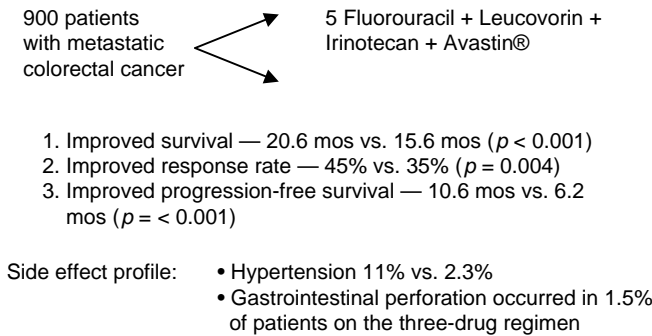 900 patients
with metastatic
colorectal cancer
5 Fluorouracil + Leucovorin +
Irinotecan + Avastin®
1. Improved survival — 20.6 mos vs. 15.6 mos (p < 0.001)
2. Improved response rate — 45% vs. 35% (p = 0.004)
3. Improved progression-free survival — 10.6 mos vs. 6.2
mos (p = < 0.001)
Side effect profile:
• Hypertension 11% vs. 2.3%
• Gastrointestinal perforation occurred in 1.5%
of patients on the three-drug regimen